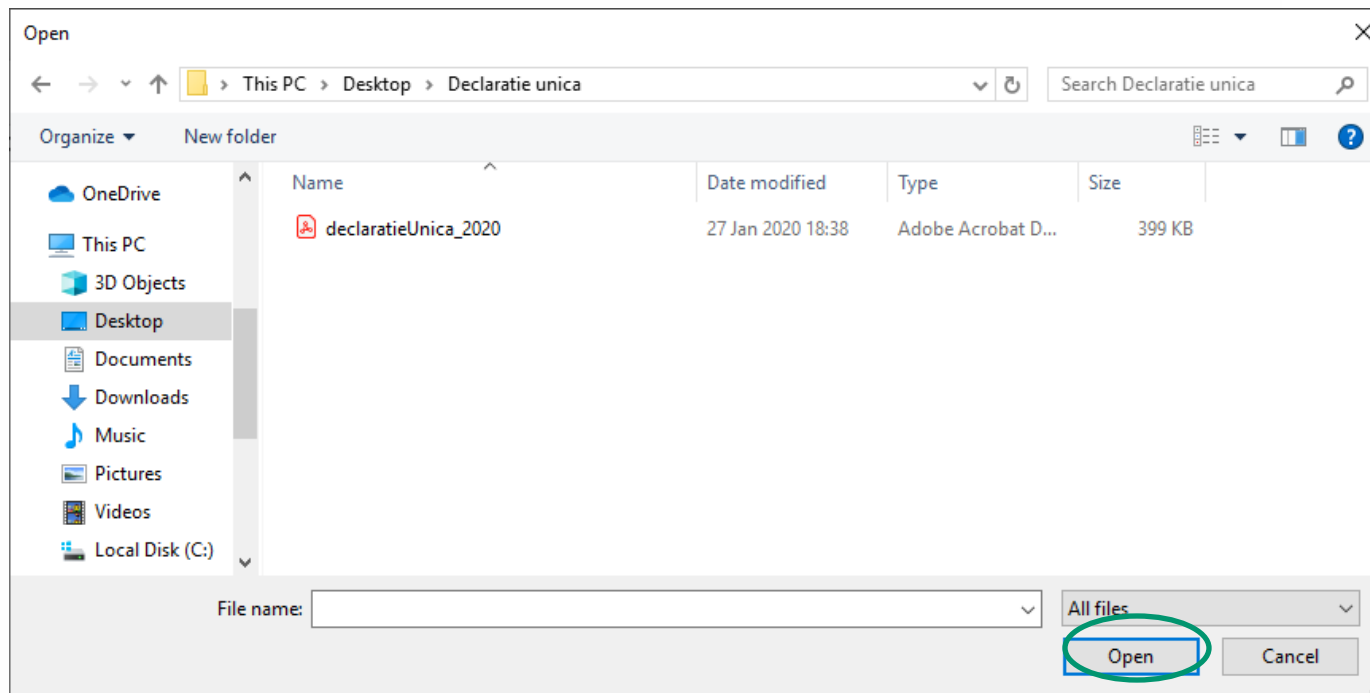 Open
This PC > Desktop > Declaratie unica
Search Declaratie unica
Organize
New folder
?
OneDrive
This PC
3D Objects
Desktop
Documents
Downloads
Music
Pictures
Videos
Local Disk (C:)
Name
Date modified
Type
Size
declaratieUnica_2020
27 Jan 2020 18:38
Adobe Acrobat D...
399 KB
File name:
All files
Open
Cancel